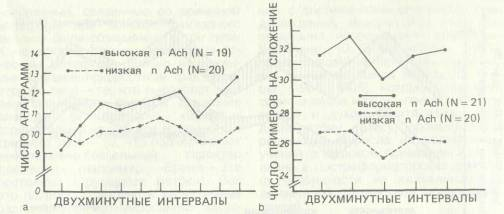 ЧИСЛО АНАГРАММ
14
13
12
11
10
9
0
высокая n Ach (N = 19)
низкая n Ach (N=20)
ДВУХМИНУТНЫЕ ИНТЕРВАЛЫ
а
ЧИСЛО ПРИМЕРОВ НА СЛОЖЕНИЕ
32
30
28
26
24
высокая n Ach (N=21)
низкая n Ach (N=20)
ДВУХМИНУТНЫЕ ИНТЕРВАЛЫ
b